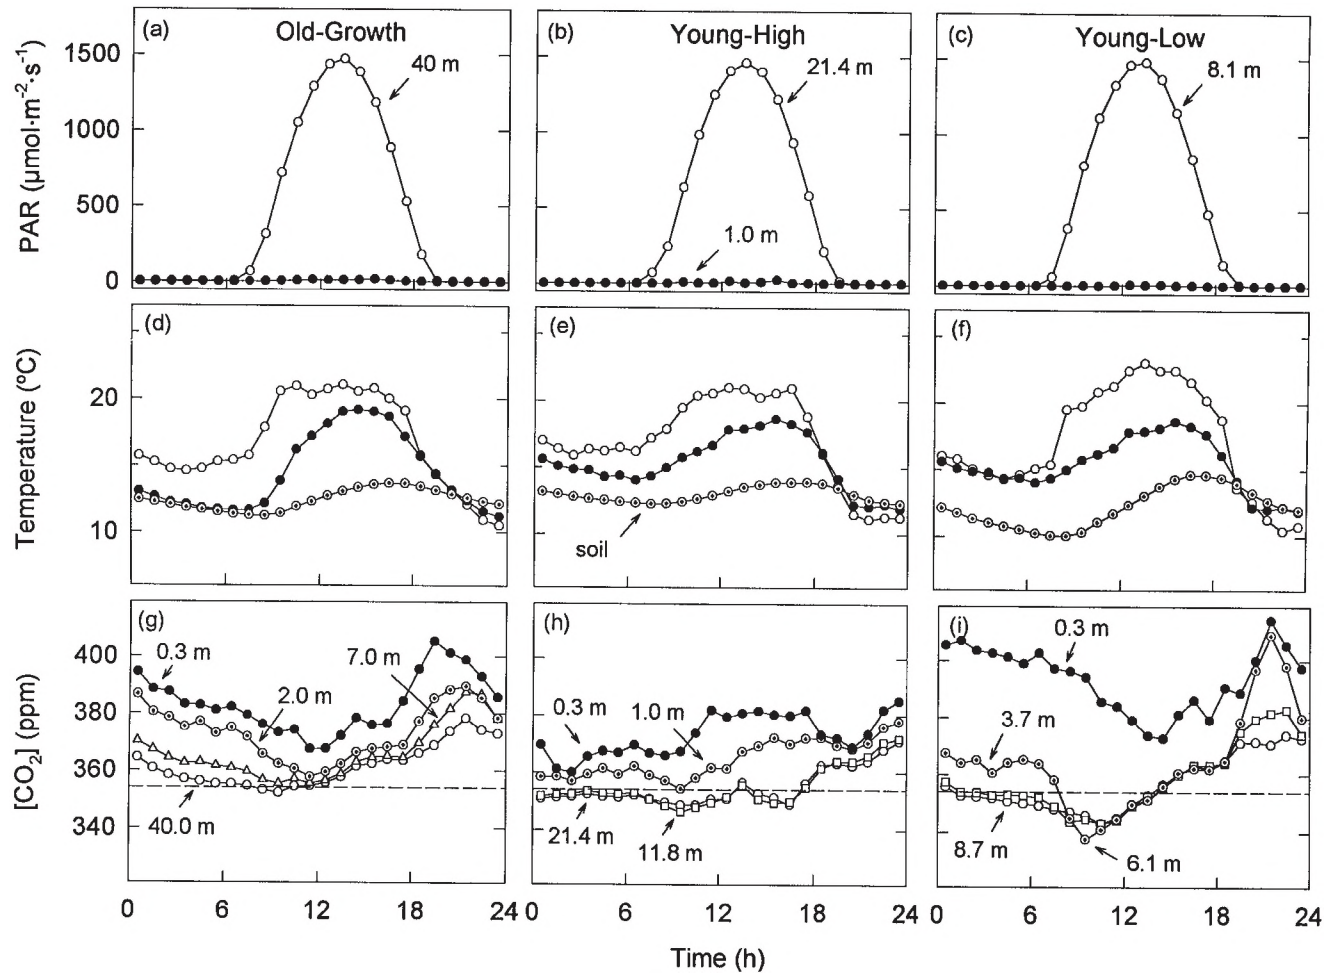 (a) Old-Growth
(b) Young-High
(c) Young-Low
PAR (µmol·m⁻²·s⁻¹)
1500
1000
500
0
40 m
21.4 m
1.0 m
8.1 m
(d)
(e)
(f)
Temperature (ºC)
20
10
soil
(g)
(h)
(i)
[CO₂] (ppm)
400
380
360
340
0.3 m
7.0 m
2.0 m
40.0 m
0.3 m
1.0 m
21.4 m
11.8 m
0.3 m
3.7 m
8.7 m
6.1 m
0 6 12 18 24
0 6 12 18 24
0 6 12 18 24
Time (h)